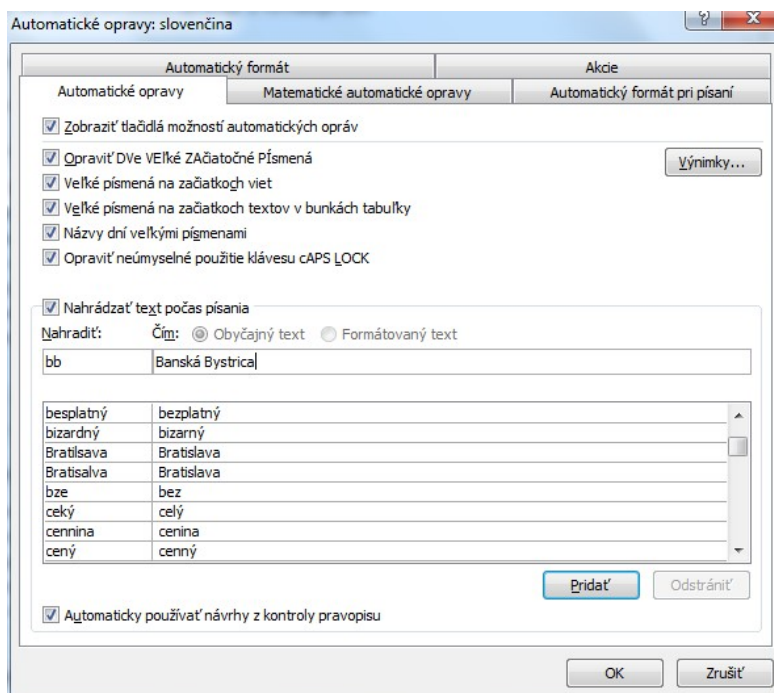 Automatické opravy: slovenčina
Automatický formát Akcie
Automatické opravy Matematické automatické opravy Automatický formát pri písaní
Zobraziť tlačidlá možností automatických opráv
Opraviť DVe VEľké ZAčiatočné PÍsmená Výnimky...
Veľké písmená na začiatkoch viet
Veľké písmená na začiatkoch textov v bunkách tabuľky
Názvy dní veľkými písmenami
Opraviť neúmyselné použitie klávesu cAPS LOCK
Nahrádzať text počas písania
Nahradiť: Čím: Obyčajný text Formátovaný text
bb Banská Bystrica
besplatný bezplatný
bizardný bizarný
Bratilsava Bratislava
Bratisalva Bratislava
bze bez
ceký celý
cennina cenina
cený cenný
Pridať Odstrániť
Automaticky používať návrhy z kontroly pravopisu
OK Zrušiť